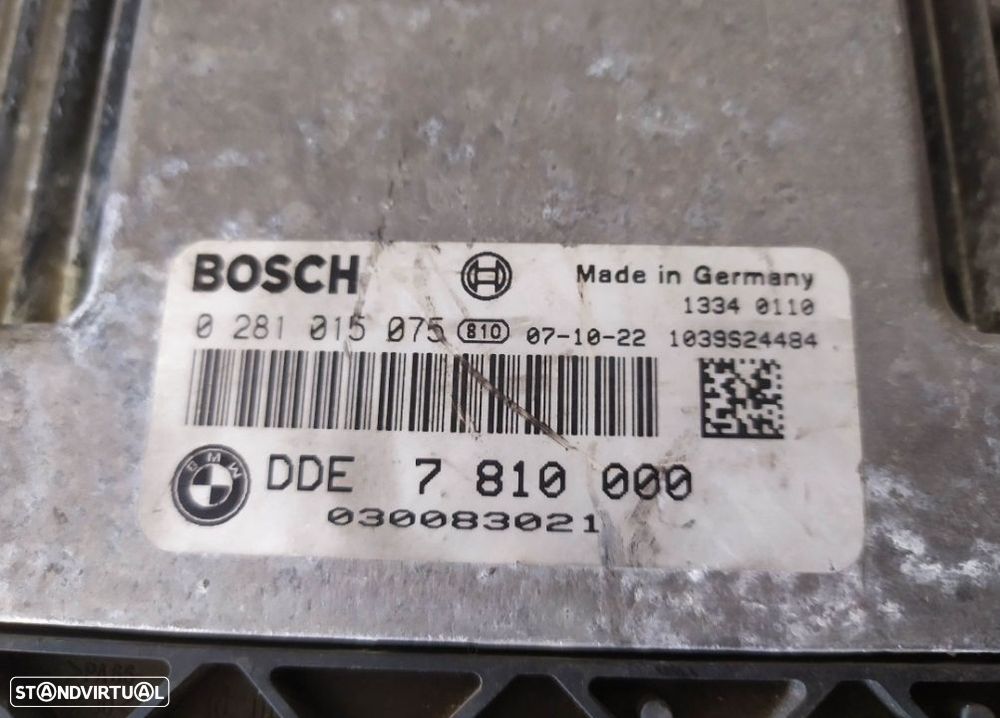 BOSCH
Made in Germany
1334 0110
0 281 015 075 810 07-10-22 1039S24484
BMW
DDE 7 810 000
030083021
STANDVIRTUAL